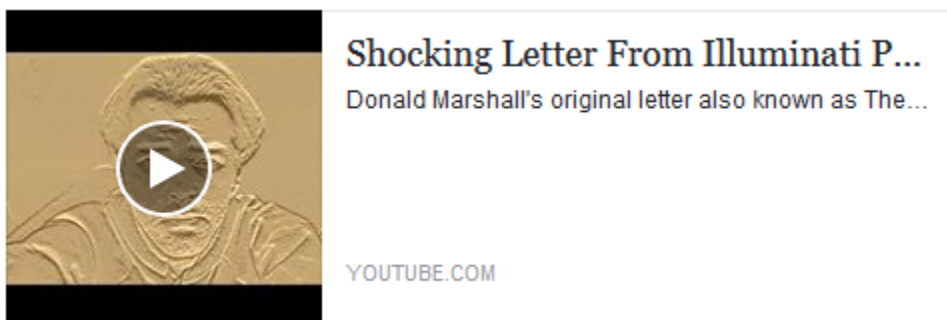 Shocking Letter From Illuminati P...
Donald Marshall's original letter also known as The...
YOUTUBE.COM